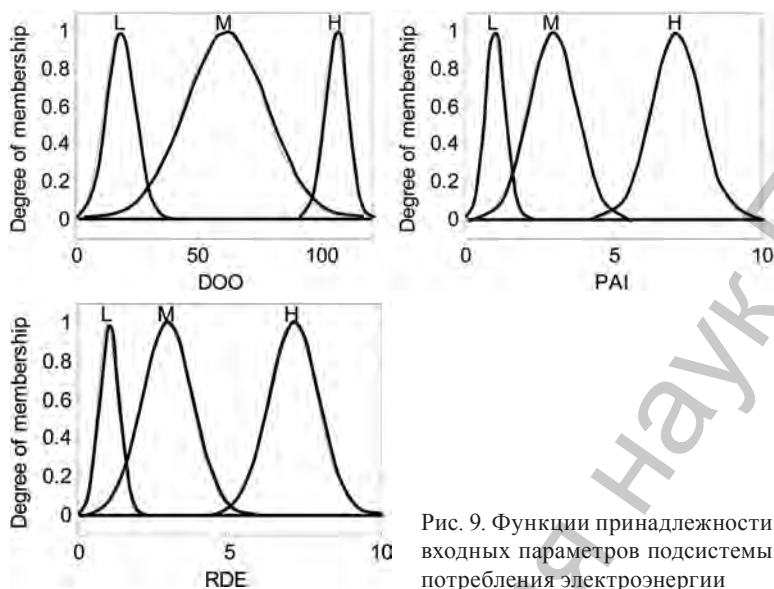 L M H L M H
Degree of membership
1
0.8
0.6
0.4
0.2
0
0 50 100
DOO
Degree of membership
1
0.8
0.6
0.4
0.2
0
0 5 10
PAI
L M H
Degree of membership
1
0.8
0.6
0.4
0.2
0
0 5 10
RDE
Рис. 9. Функции принадлежности
входных параметров подсистемы
потребления электроэнергии
я наук